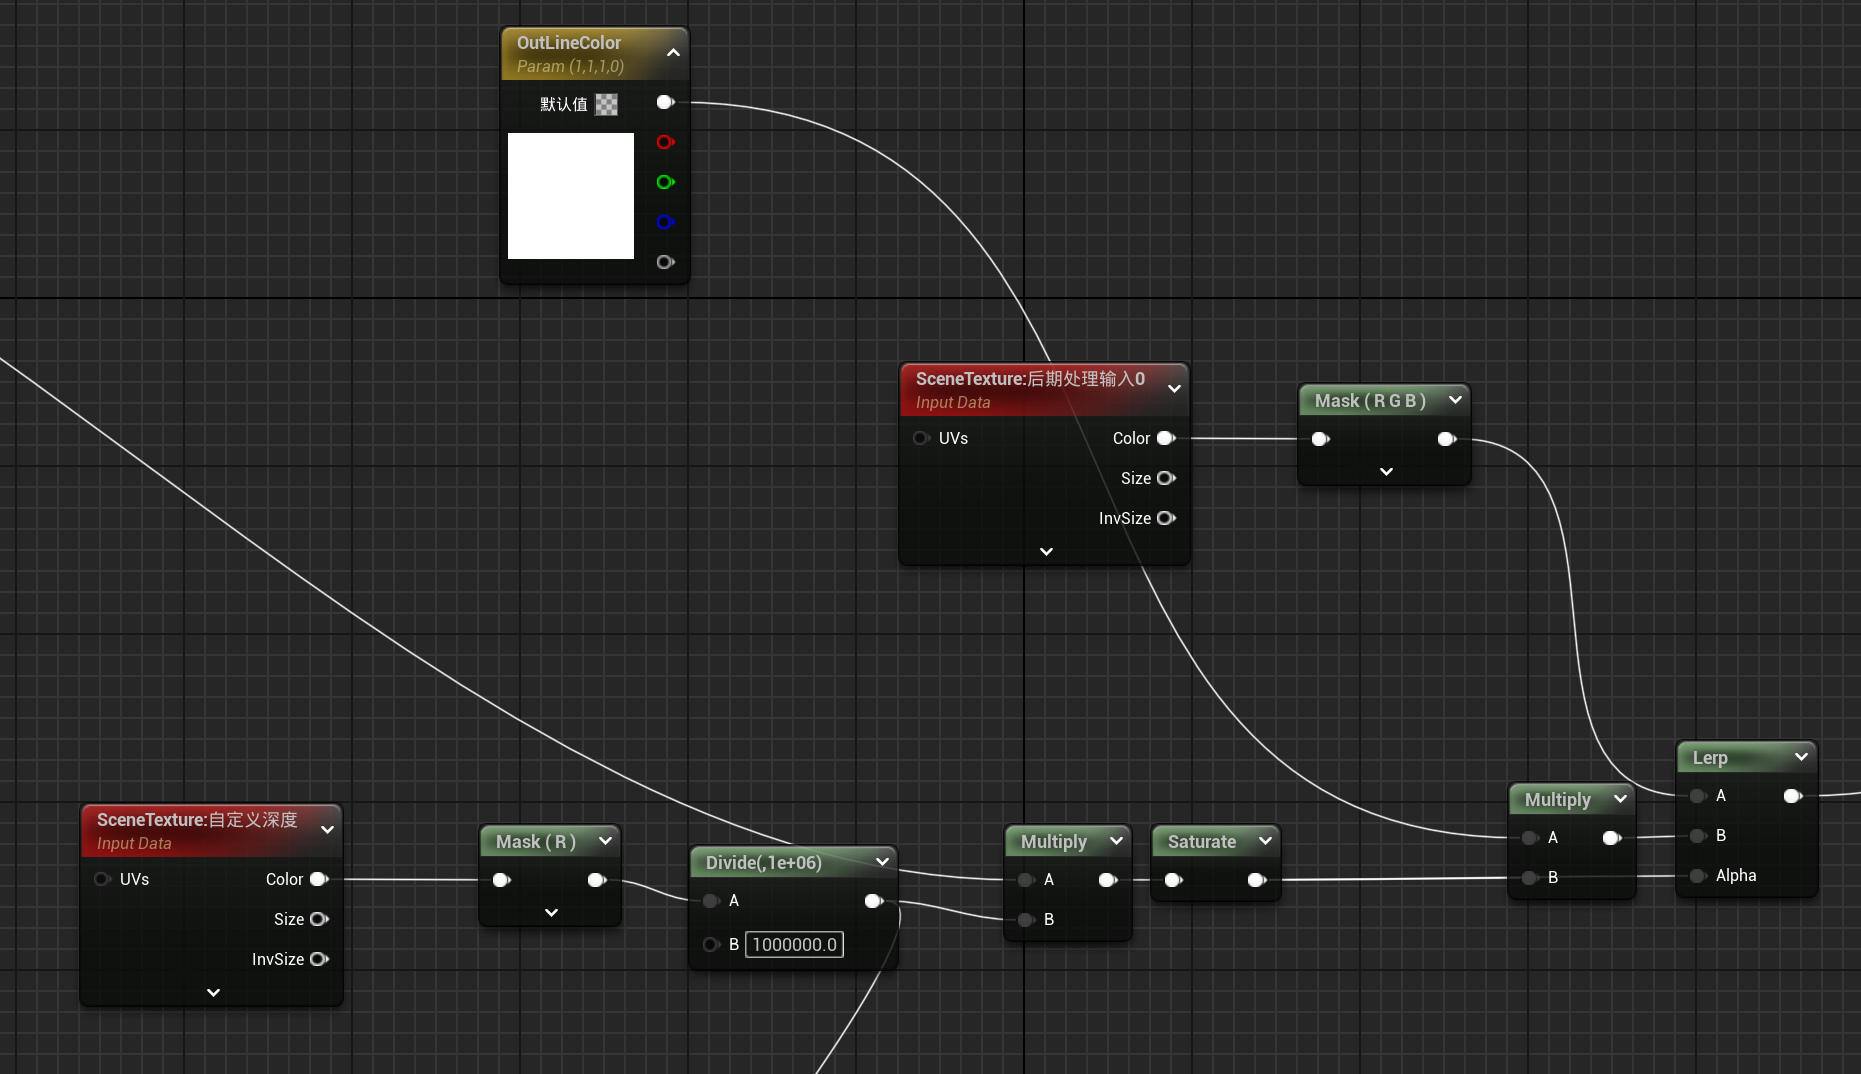 OutLineColor
Param (1,1,1,0)
默认值
SceneTexture:后期处理输入0
Input Data
UVs
Color
Size
InvSize
Mask ( R G B )
SceneTexture:自定义深度
Input Data
UVs
Color
Size
InvSize
Mask ( R )
Divide(,1e+06)
A
B 1000000.0
Multiply
A
B
Saturate
Multiply
A
B
Lerp
A
B
Alpha